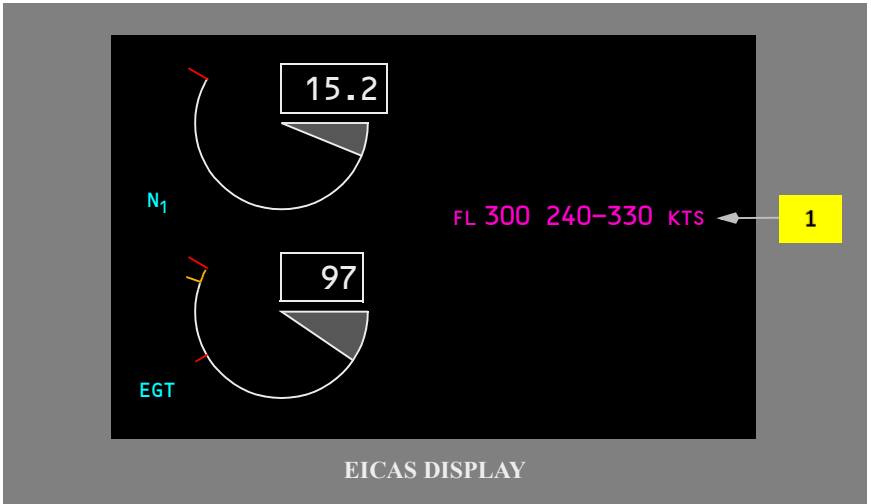 15.2
N1
FL 300 240-330 KTS
1
97
EGT
EICAS DISPLAY